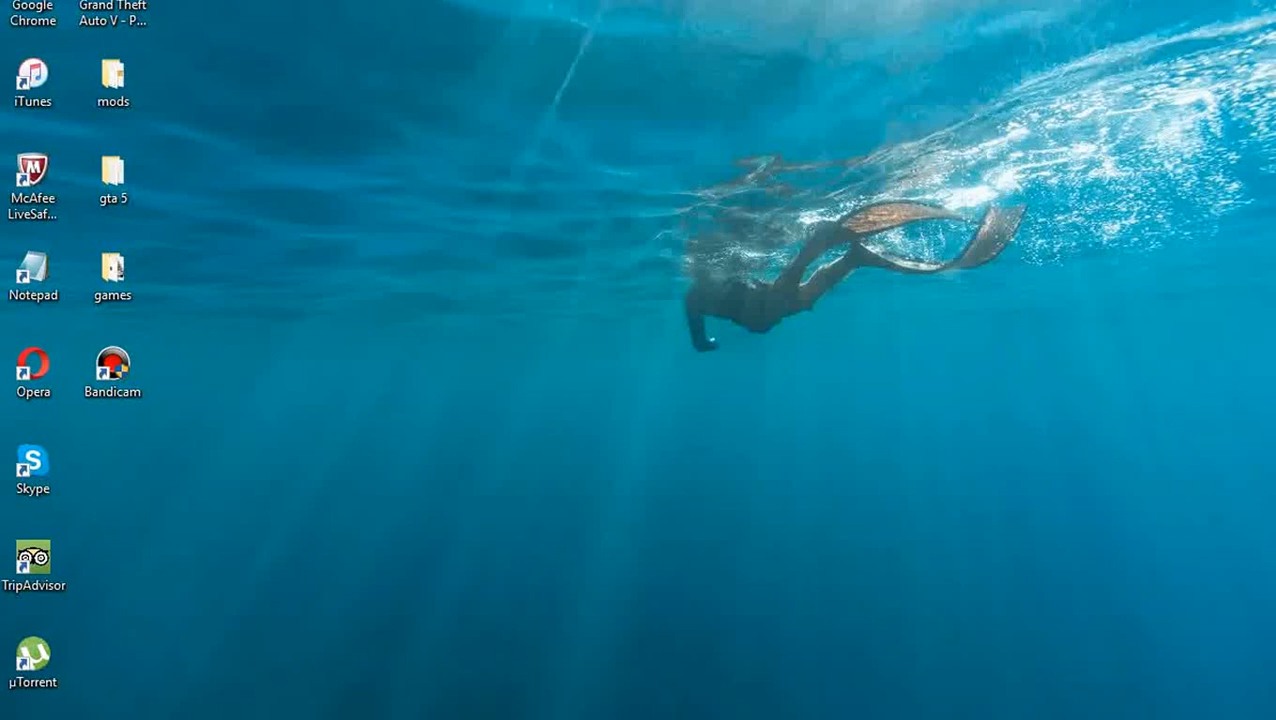 Google
Chrome
Grand Theft
Auto V - P...
iTunes
mods
McAfee
LiveSaf...
gta 5
Notepad
games
Opera
Bandicam
Skype
TripAdvisor
µTorrent